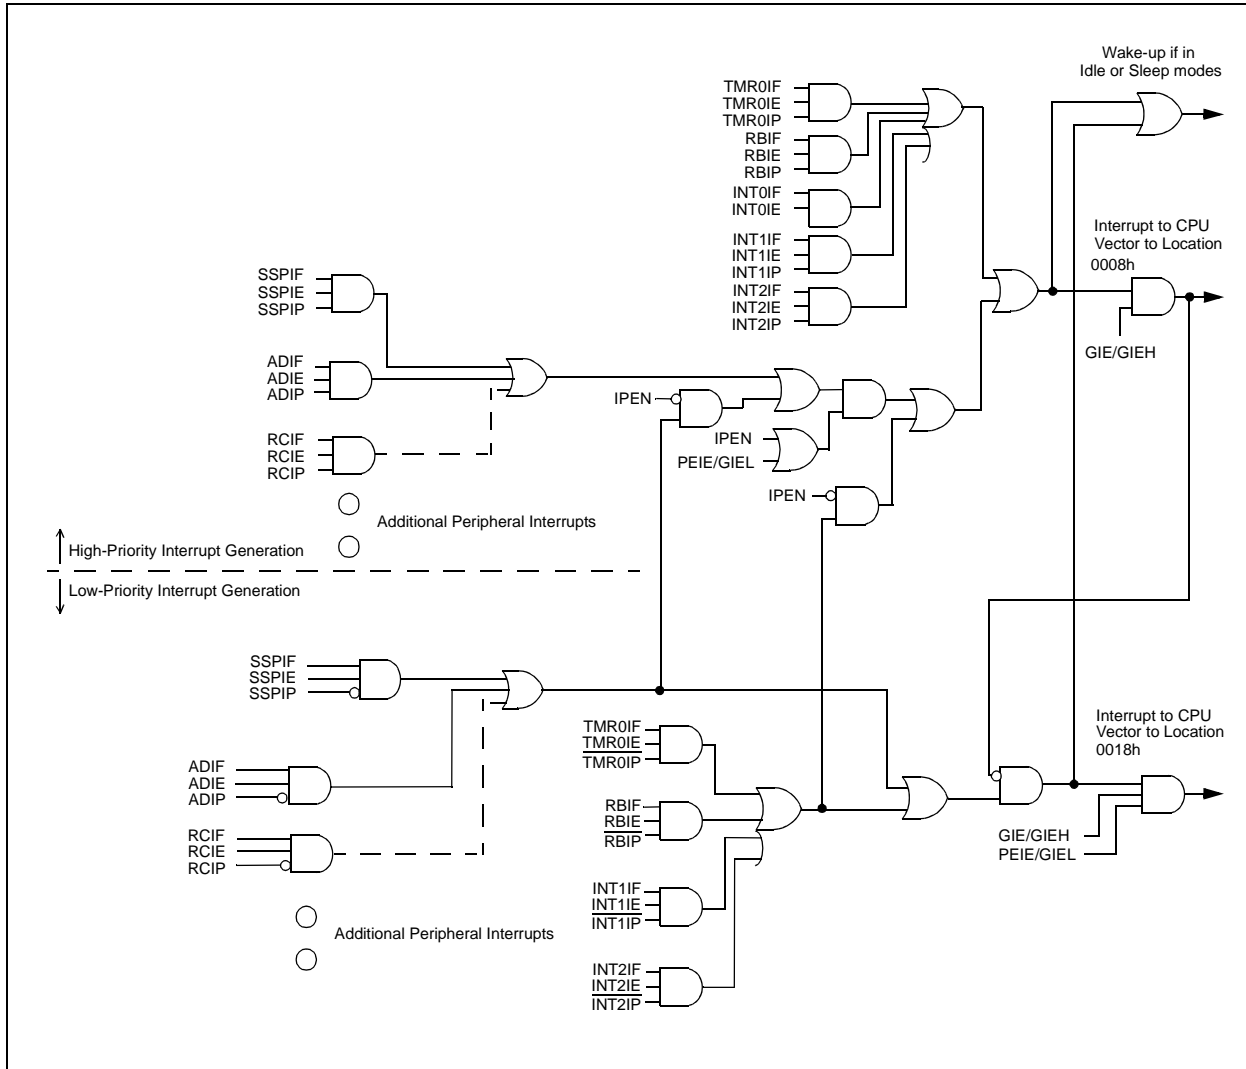 Wake-up if in
Idle or Sleep modes
TMR0IF
TMR0IE
TMR0IP
RBIF
RBIE
RBIP
INT0IF
INT0IE
INT1IF
INT1IE
INT1IP
INT2IF
INT2IE
INT2IP
Interrupt to CPU
Vector to Location
0008h
GIE/GIEH
SSPIF
SSPIE
SSPIP
ADIF
ADIE
ADIP
RCIF
RCIE
RCIP
IPEN
IPEN
PEIE/GIEL
IPEN
Additional Peripheral Interrupts
High-Priority Interrupt Generation
Low-Priority Interrupt Generation
SSPIF
SSPIE
SSPIP
ADIF
ADIE
ADIP
RCIF
RCIE
RCIP
Additional Peripheral Interrupts
TMR0IF
TMR0IE
TMR0IP
RBIF
RBIE
RBIP
INT1IF
INT1IE
INT1IP
INT2IF
INT2IE
INT2IP
Interrupt to CPU
Vector to Location
0018h
GIE/GIEH
PEIE/GIEL